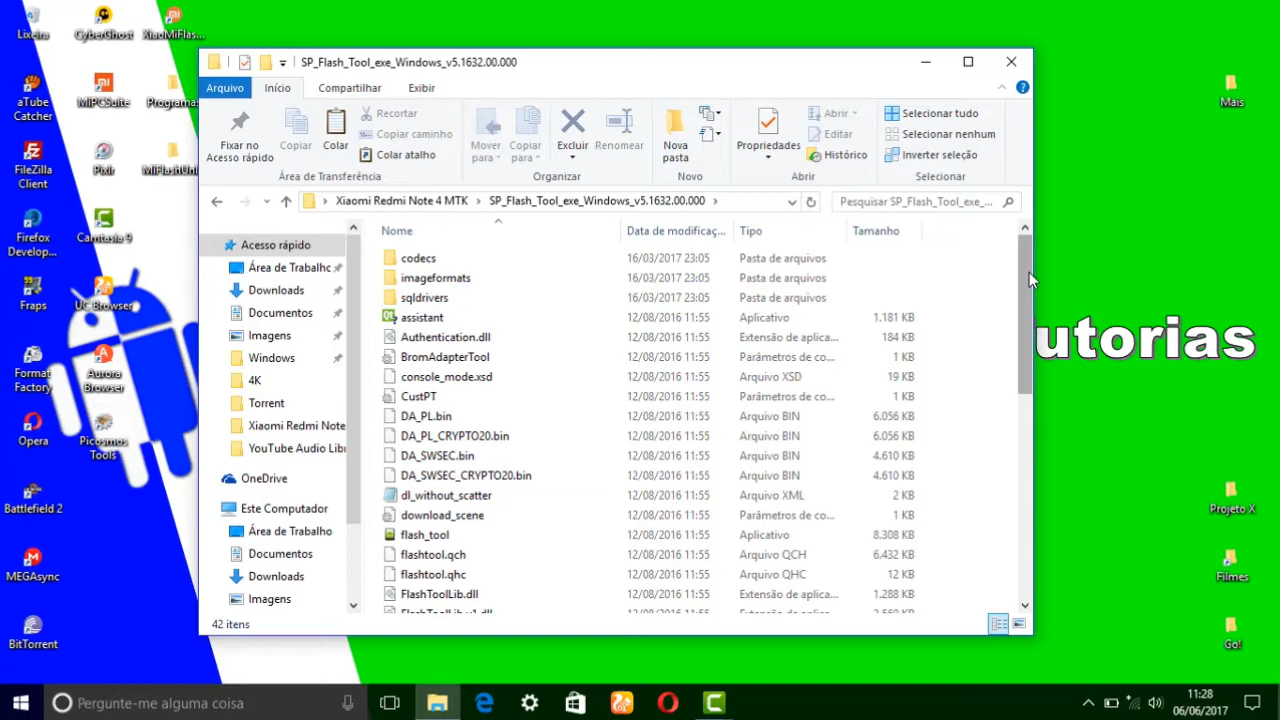 Lixeira
CyberGhost
XiaoMiFlas...
aTube
Catcher
MiPCSuite
Programas
FileZilla
Client
Pixlr
MiFlashUnl
Firefox
Develop...
Camtasia 9
Fraps
UC Browser
Format
Factory
Aurora
Browser
Opera
Picosmos
Tools
Battlefield 2
MEGAsync
BitTorrent
SP_Flash_Tool_exe_Windows_v5.1632.00.000
Arquivo
Início
Compartilhar
Exibir
Fixar no
Acesso rápido
Copiar
Colar
Recortar
Copiar caminho
Colar atalho
Área de Transferência
Mover
para
Copiar
para
Excluir
Renomear
Organizar
Nova
pasta
Novo
Propriedades
Abrir
Editar
Histórico
Abrir
Selecionar tudo
Selecionar nenhum
Inverter seleção
Selecionar
Xiaomi Redmi Note 4 MTK > SP_Flash_Tool_exe_Windows_v5.1632.00.000 >
Pesquisar SP_Flash_Tool_exe_...
Acesso rápido
Área de Trabalho
Downloads
Documentos
Imagens
Windows
4K
Torrent
Xiaomi Redmi Note
YouTube Audio Libr
OneDrive
Este Computador
Área de Trabalho
Documentos
Downloads
Imagens
Nome Data de modificaç... Tipo Tamanho
codecs 16/03/2017 23:05 Pasta de arquivos
imageformats 16/03/2017 23:05 Pasta de arquivos
sqldrivers 16/03/2017 23:05 Pasta de arquivos
assistant 12/08/2016 11:55 Aplicativo 1.181 KB
Authentication.dll 12/08/2016 11:55 Extensão de aplica... 184 KB
BromAdapterTool 12/08/2016 11:55 Parâmetros de co... 1 KB
console_mode.xsd 12/08/2016 11:55 Arquivo XSD 19 KB
CustPT 12/08/2016 11:55 Parâmetros de co... 1 KB
DA_PL.bin 12/08/2016 11:55 Arquivo BIN 6.056 KB
DA_PL_CRYPTO20.bin 12/08/2016 11:55 Arquivo BIN 6.056 KB
DA_SWSEC.bin 12/08/2016 11:55 Arquivo BIN 4.610 KB
DA_SWSEC_CRYPTO20.bin 12/08/2016 11:55 Arquivo BIN 4.610 KB
dl_without_scatter 12/08/2016 11:55 Arquivo XML 2 KB
download_scene 12/08/2016 11:55 Parâmetros de co... 1 KB
flash_tool 12/08/2016 11:55 Aplicativo 8.308 KB
flashtool.qch 12/08/2016 11:55 Arquivo QCH 6.432 KB
flashtool.qhc 12/08/2016 11:55 Arquivo QHC 12 KB
FlashToolLib.dll 12/08/2016 11:55 Extensão de aplica... 1.288 KB
FlashToolLib.v1.dll 12/08/2016 11:55 Extensão de aplica...
42 itens
Mais
utorias
Projeto X
Filmes
Go!
Pergunte-me alguma coisa
11:28
06/06/2017